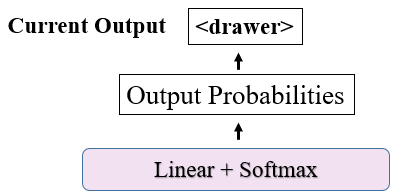 Current Output <drawer>
Output Probabilities
Linear + Softmax